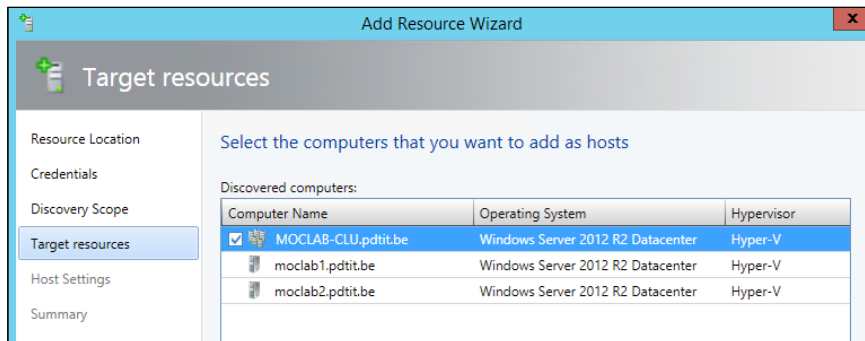 Add Resource Wizard
x
Target resources
Resource Location
Credentials
Discovery Scope
Target resources
Host Settings
Summary
Select the computers that you want to add as hosts
Discovered computers:
Computer Name Operating System Hypervisor
MOCLAB-CLU.pdtit.be Windows Server 2012 R2 Datacenter Hyper-V
moclab1.pdtit.be Windows Server 2012 R2 Datacenter Hyper-V
moclab2.pdtit.be Windows Server 2012 R2 Datacenter Hyper-V